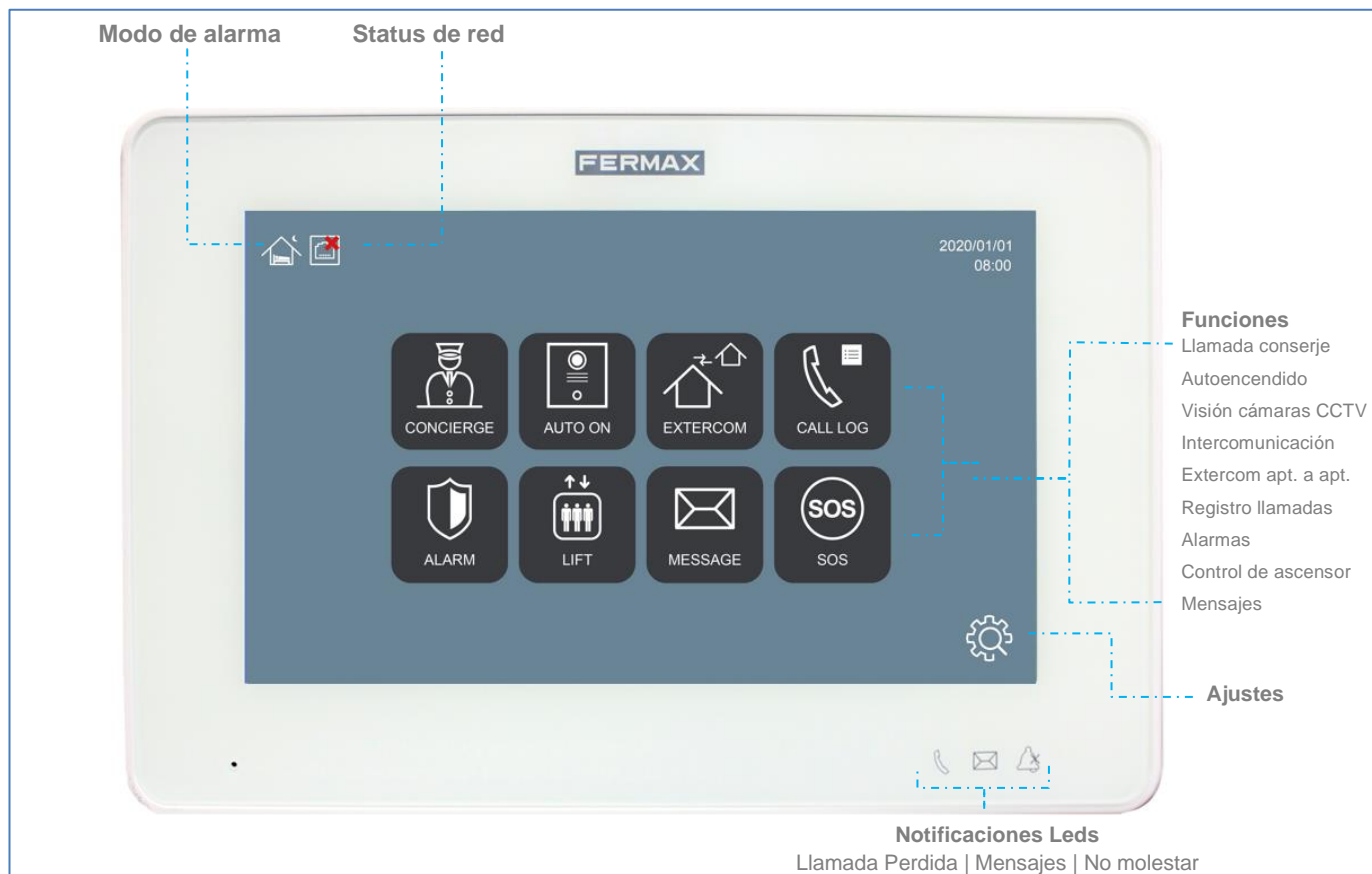 Modo de alarma
Status de red
FERMAX
2020/01/01
08:00
CONCIERGE
AUTO ON
EXTERCOM
CALL LOG
ALARM
LIFT
MESSAGE
SOS
SOS
Funciones
Llamada conserje
Autoencendido
Visión cámaras CCTV
Intercomunicación
Extercom apt. a apt.
Registro llamadas
Alarmas
Control de ascensor
Mensajes
Ajustes
Notificaciones Leds
Llamada Perdida | Mensajes | No molestar